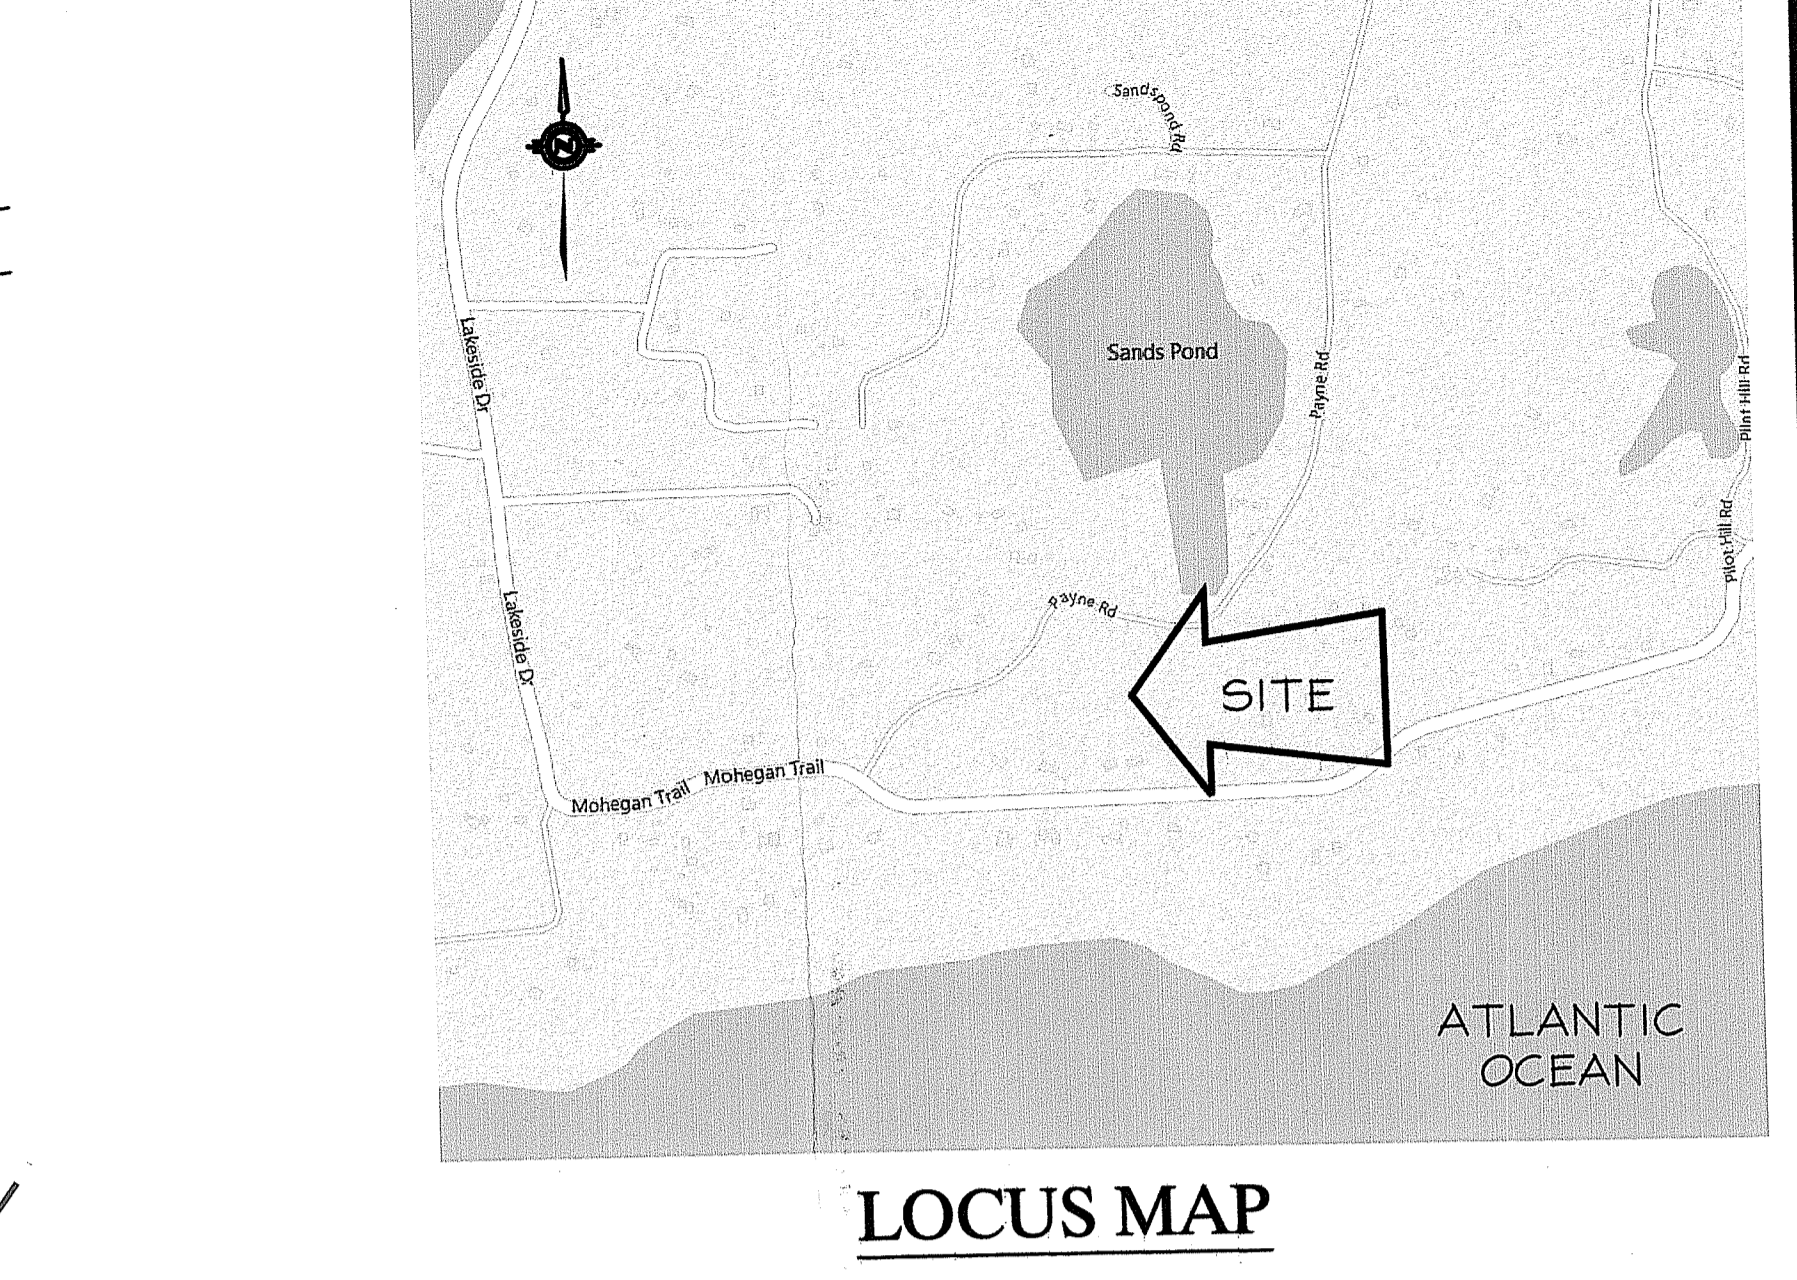 Sandspond Rd
N
Lakeside Dr
Sands Pond
Payne Rd
Pilot Hill Rd
Pilot Hill Rd
Lakeside Dr
Payne Rd
SITE
Mohegan Trail
Mohegan Trail
ATLANTIC
OCEAN
LOCUS MAP